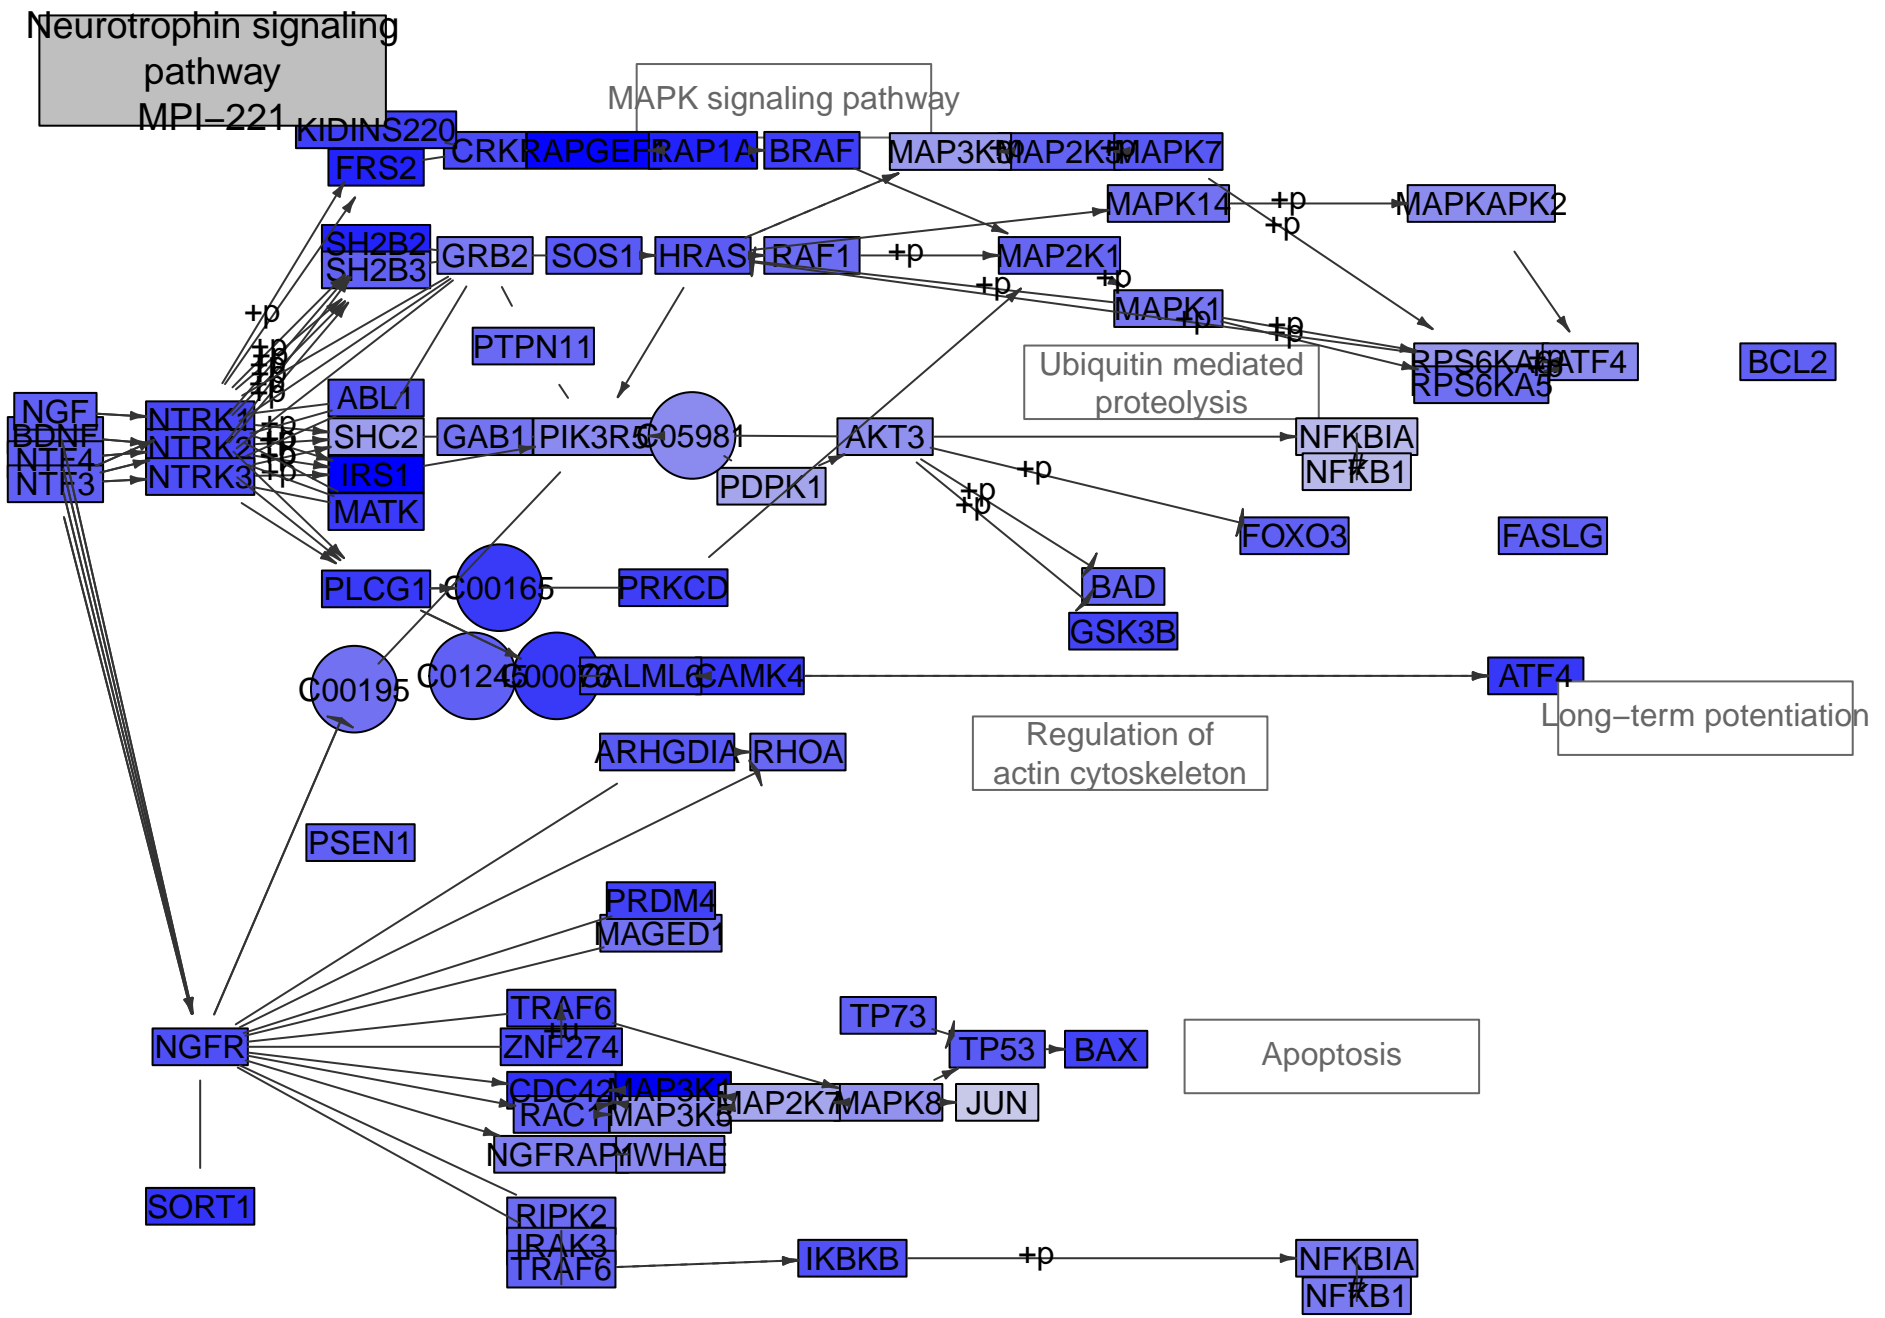 Neurotrophin signaling
pathway
MPI−221
MAPK signaling pathway
KIDINS220
FRS2
RAP1A
BRAF
MAP2K5
+p
MAPK7
MAPK14
+p
MAPKAPK2
+p
SH2B2
SH2B3
GRB2
SOS1
HRAS
RAF1
+p
MAP2K1
+p
+p
MAPK1
+p
+p
+p
+p
PTPN11
Ubiquitin mediated
proteolysis
RPS6KA5
ATF4
BCL2
+p
+p
+p
+p
+p
NGF
BDNF
NTF4
NTF3
NTRK1
NTRK2
NTRK3
+p
+p
+p
+p
ABL1
SHC2
IRS1
MATK
GAB1
PIK3R5
C05981
PDPK1
AKT3
NFKBIA
NFKB1
+p
+p
+p
FOXO3
FASLG
BAD
GSK3B
PLCG1
C00165
PRKCD
C00195
C01245
C00076
CALML6
CAMK4
ATF4
Long−term potentiation
ARHGDIA
RHOA
Regulation of
actin cytoskeleton
PSEN1
PRDM4
MAGED1
TRAF6
+u
ZNF274
NGFR
TP73
TP53
BAX
Apoptosis
CDC42
MAP3K1
RAC1
MAP3K5
MAP2K7
MAPK8
JUN
NGFRAP1
YWHAE
SORT1
RIPK2
IRAK3
TRAF6
IKBKB
+p
NFKBIA
NFKB1